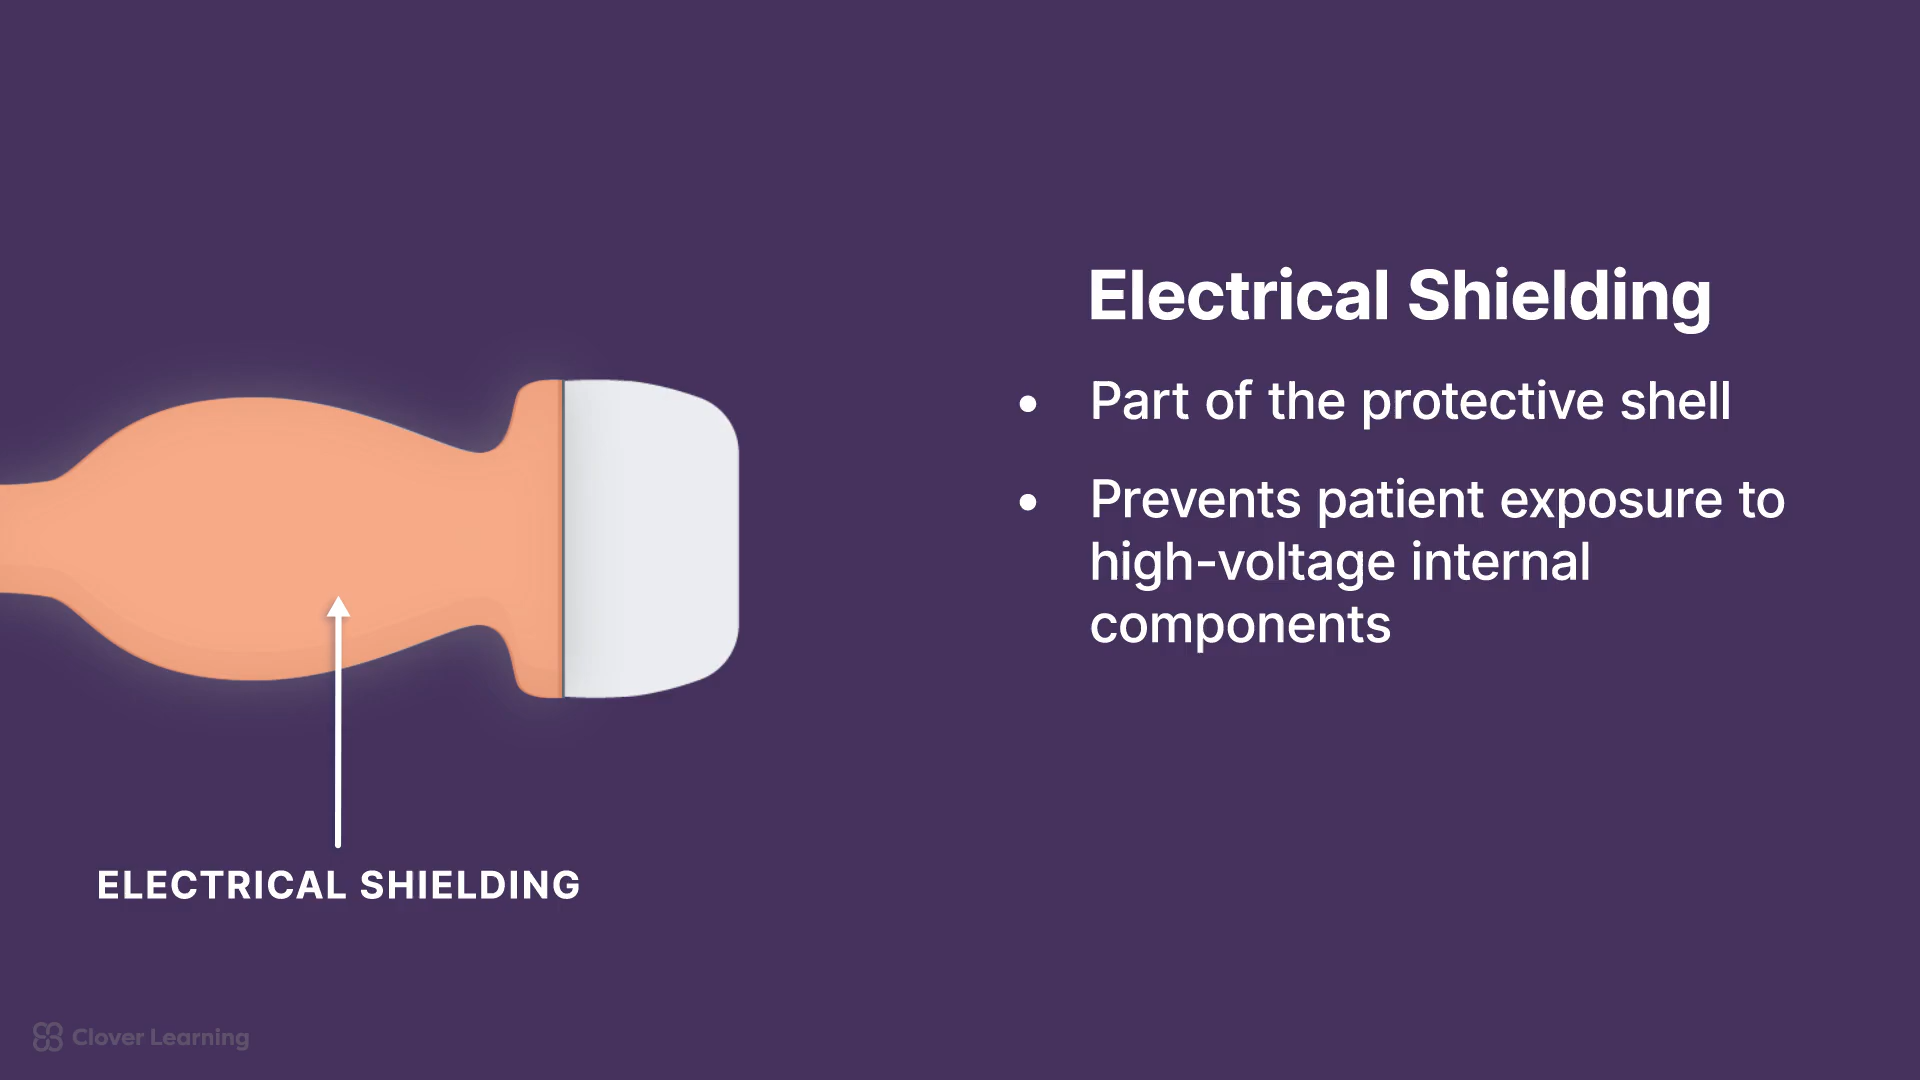 Electrical Shielding
• Part of the protective shell
• Prevents patient exposure to
high-voltage internal
components
ELECTRICAL SHIELDING
Clover Learning